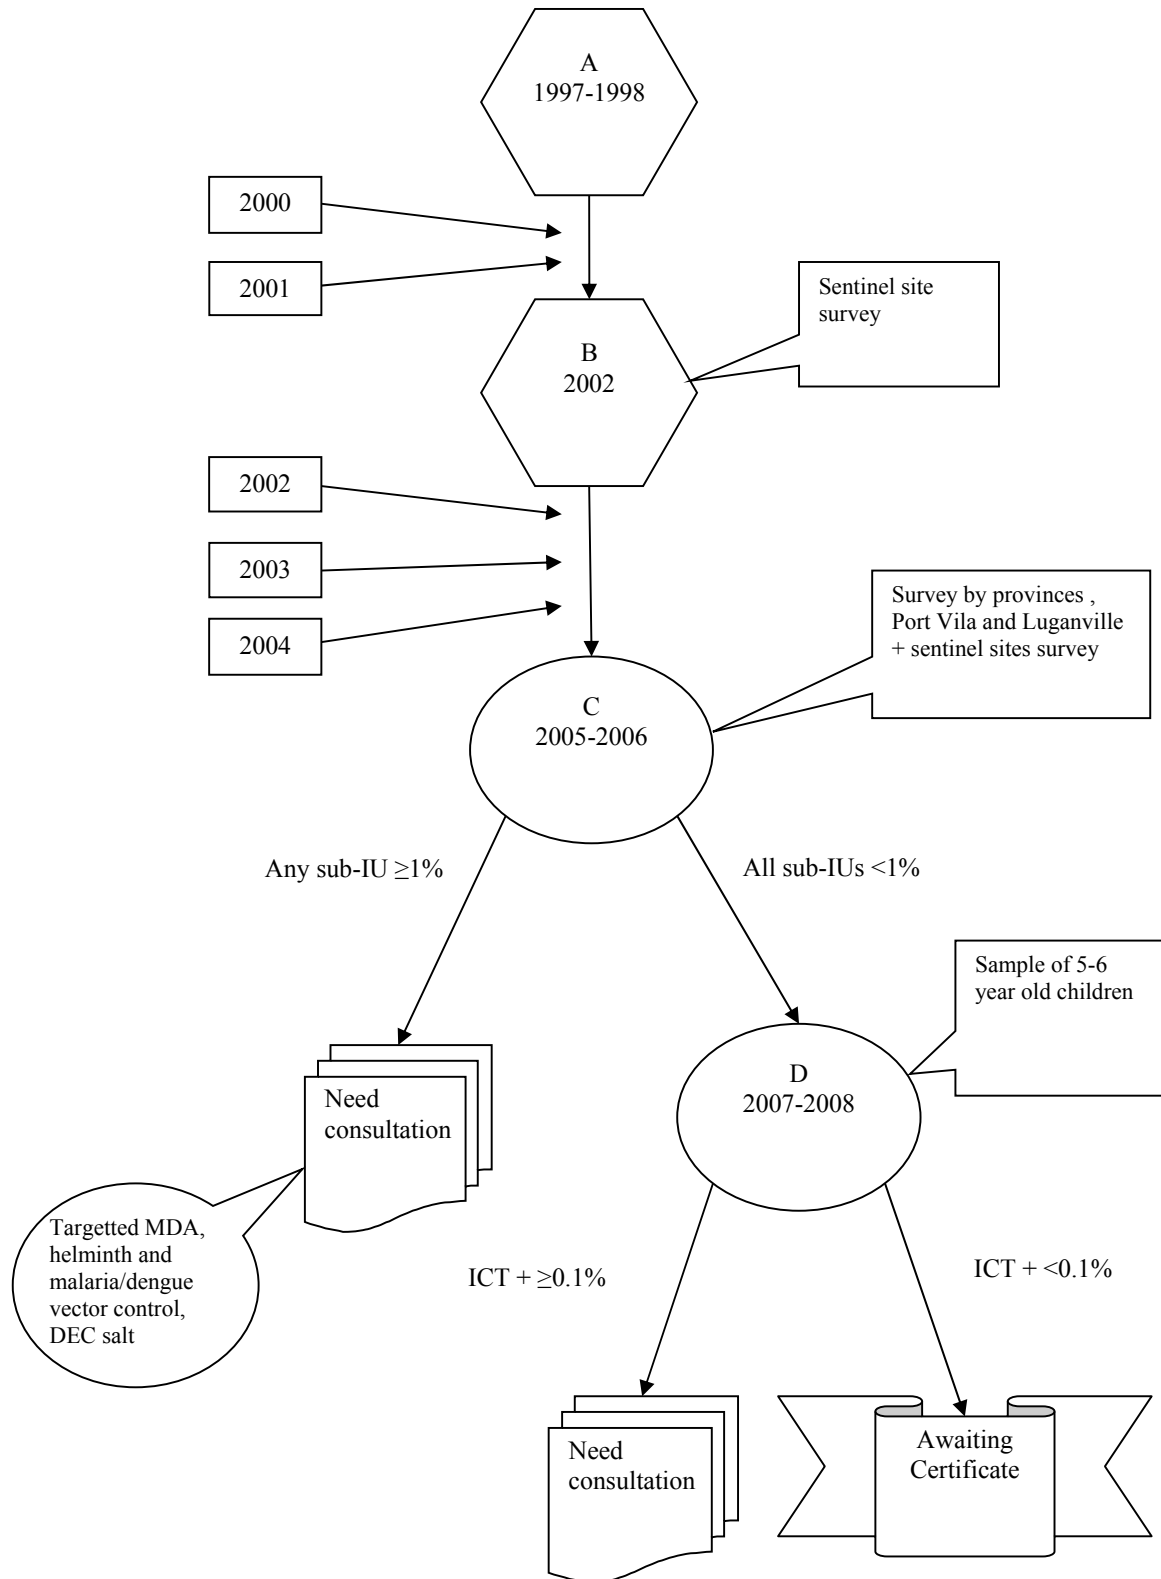 A
1997-1998
2000
2001
Sentinel site
survey
B
2002
2002
2003
2004
Survey by provinces ,
Port Vila and Luganville
+ sentinel sites survey
C
2005-2006
Any sub-IU ≥1%
All sub-IUs <1%
Sample of 5-6
year old children
D
2007-2008
Need
consultation
Targetted MDA,
helminth and
malaria/dengue
vector control,
DEC salt
ICT + ≥0.1%
ICT + <0.1%
Need
consultation
Awaiting
Certificate